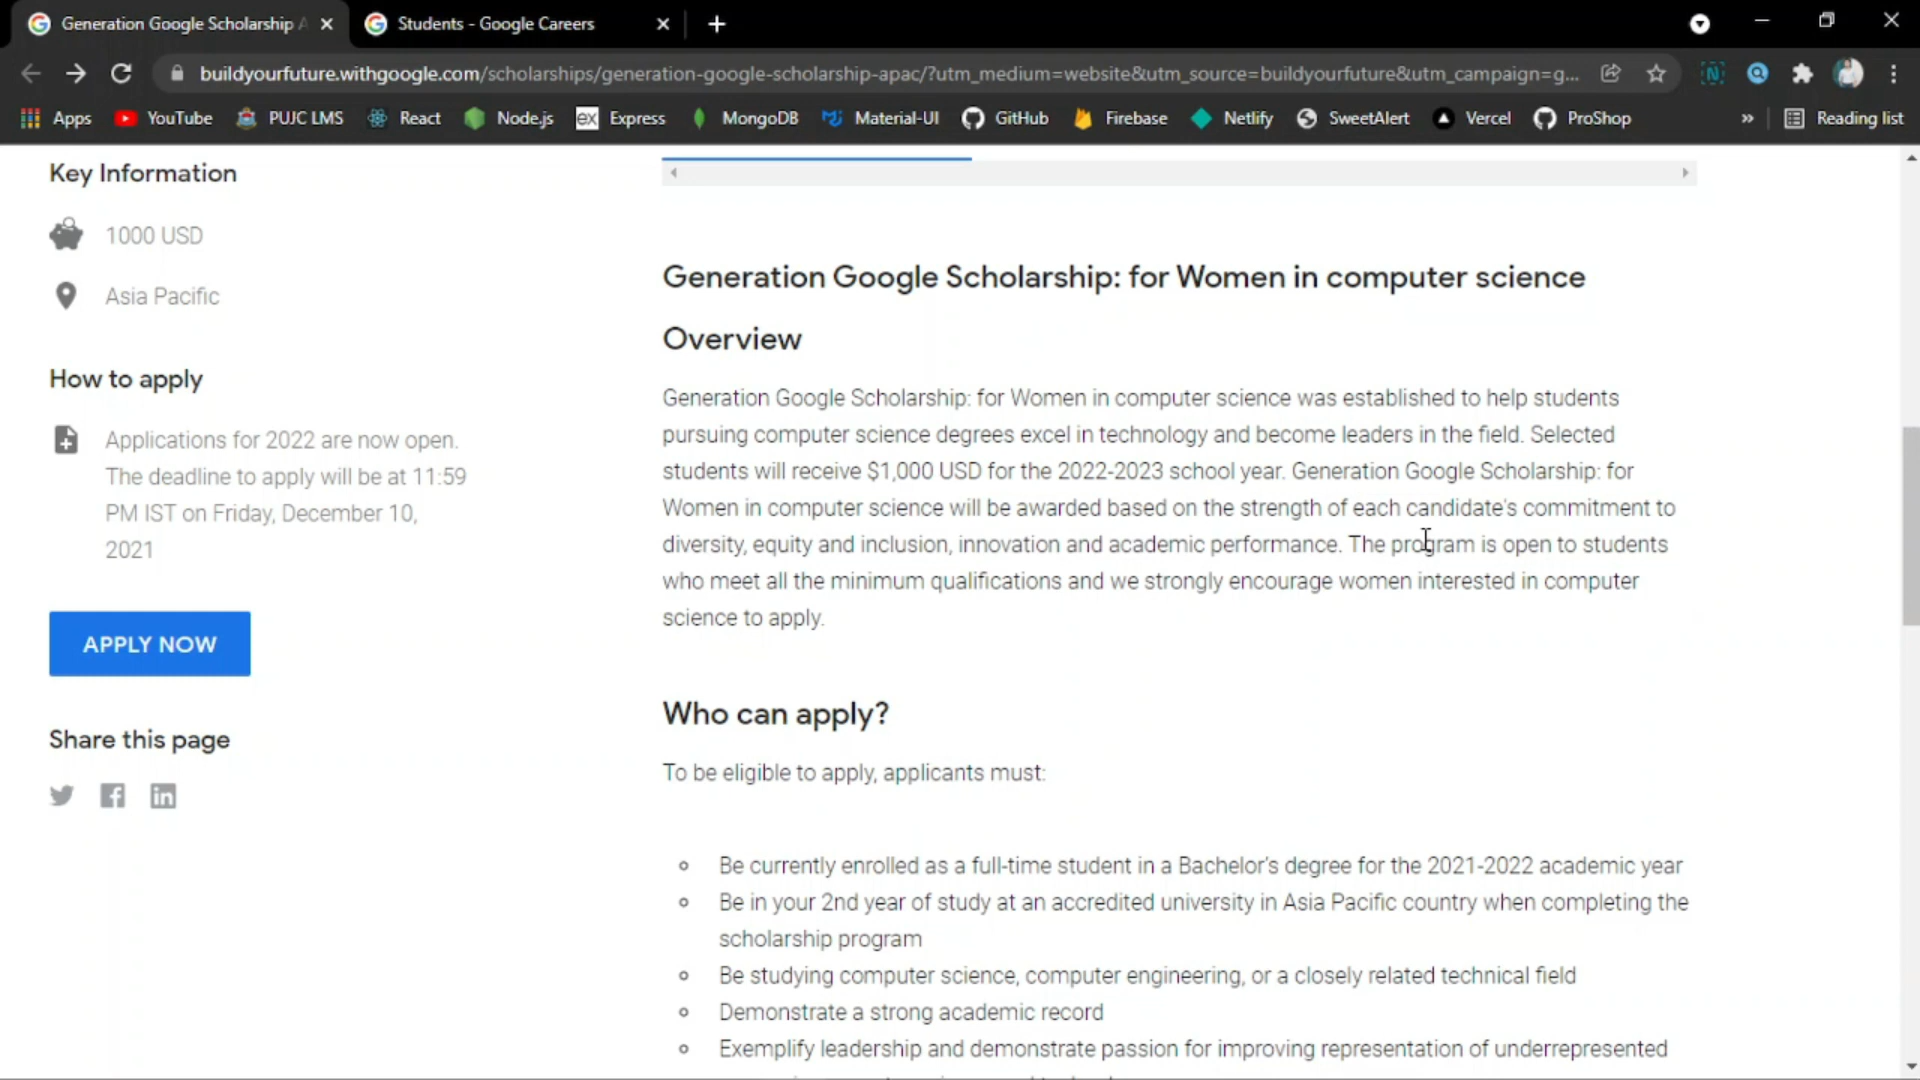 Generation Google Scholarship A
Students - Google Careers
buildyourfuture.withgoogle.com/scholarships/generation-google-scholarship-apac/?utm_medium=website&utm_source=buildyourfuture&utm_campaign=g...
Apps YouTube PUJC LMS React Node.js ex Express MongoDB Material-UI GitHub Firebase Netlify SweetAlert Vercel ProShop » Reading list
Key Information
1000 USD
Asia Pacific
How to apply
Applications for 2022 are now open.
The deadline to apply will be at 11:59
PM IST on Friday, December 10,
2021
APPLY NOW
Share this page
Generation Google Scholarship: for Women in computer science
Overview
Generation Google Scholarship: for Women in computer science was established to help students
pursuing computer science degrees excel in technology and become leaders in the field. Selected
students will receive $1,000 USD for the 2022-2023 school year. Generation Google Scholarship: for
Women in computer science will be awarded based on the strength of each candidate's commitment to
diversity, equity and inclusion, innovation and academic performance. The program is open to students
who meet all the minimum qualifications and we strongly encourage women interested in computer
science to apply.
Who can apply?
To be eligible to apply, applicants must:
Be currently enrolled as a full-time student in a Bachelor's degree for the 2021-2022 academic year
Be in your 2nd year of study at an accredited university in Asia Pacific country when completing the
scholarship program
Be studying computer science, computer engineering, or a closely related technical field
Demonstrate a strong academic record
Exemplify leadership and demonstrate passion for improving representation of underrepresented